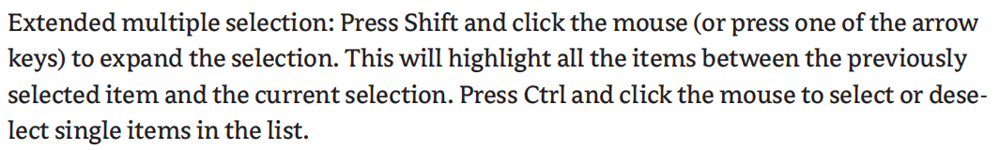 Extended multiple selection: Press Shift and click the mouse (or press one of the arrow
keys) to expand the selection. This will highlight all the items between the previously
selected item and the current selection. Press Ctrl and click the mouse to select or dese-
lect single items in the list.